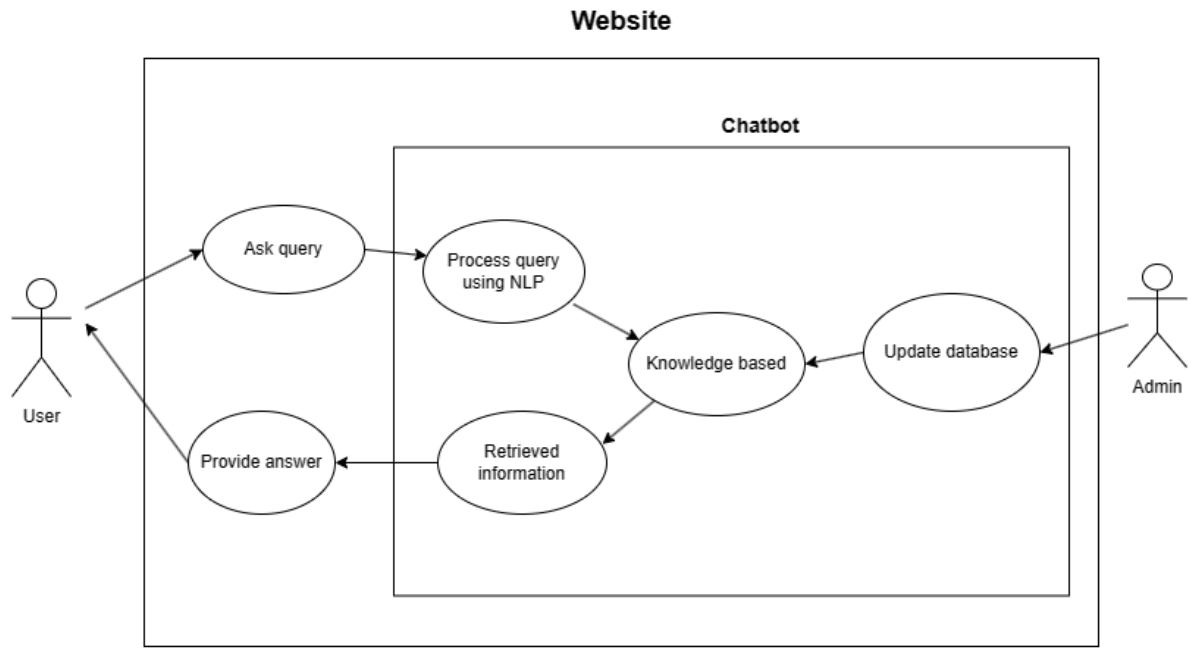 Website
Chatbot
Ask query
Process query
using NLP
Knowledge based
Update database
User
Admin
Provide answer
Retrieved
information